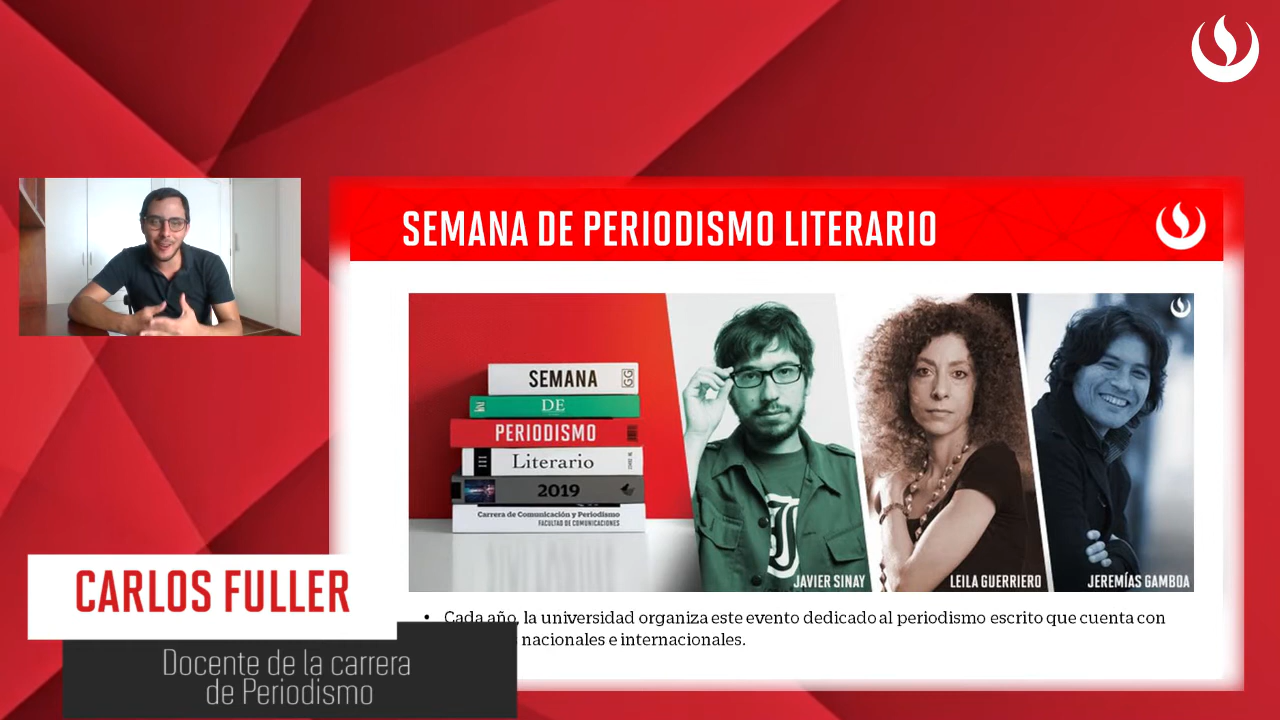 SEMANA DE PERIODISMO LITERARIO
SEMANA
DE
PERIODISMO
Literario
2019
Carrera de Comunicación y Periodismo
FACULTAD DE COMUNICACIONES
JAVIER SINAY
LEILA GUERRIERO
JEREMÍAS GAMBOA
• Cada año, la universidad organiza este evento dedicado al periodismo escrito que cuenta con
nacionales e internacionales.
CARLOS FULLER
Docente de la carrera
de Periodismo